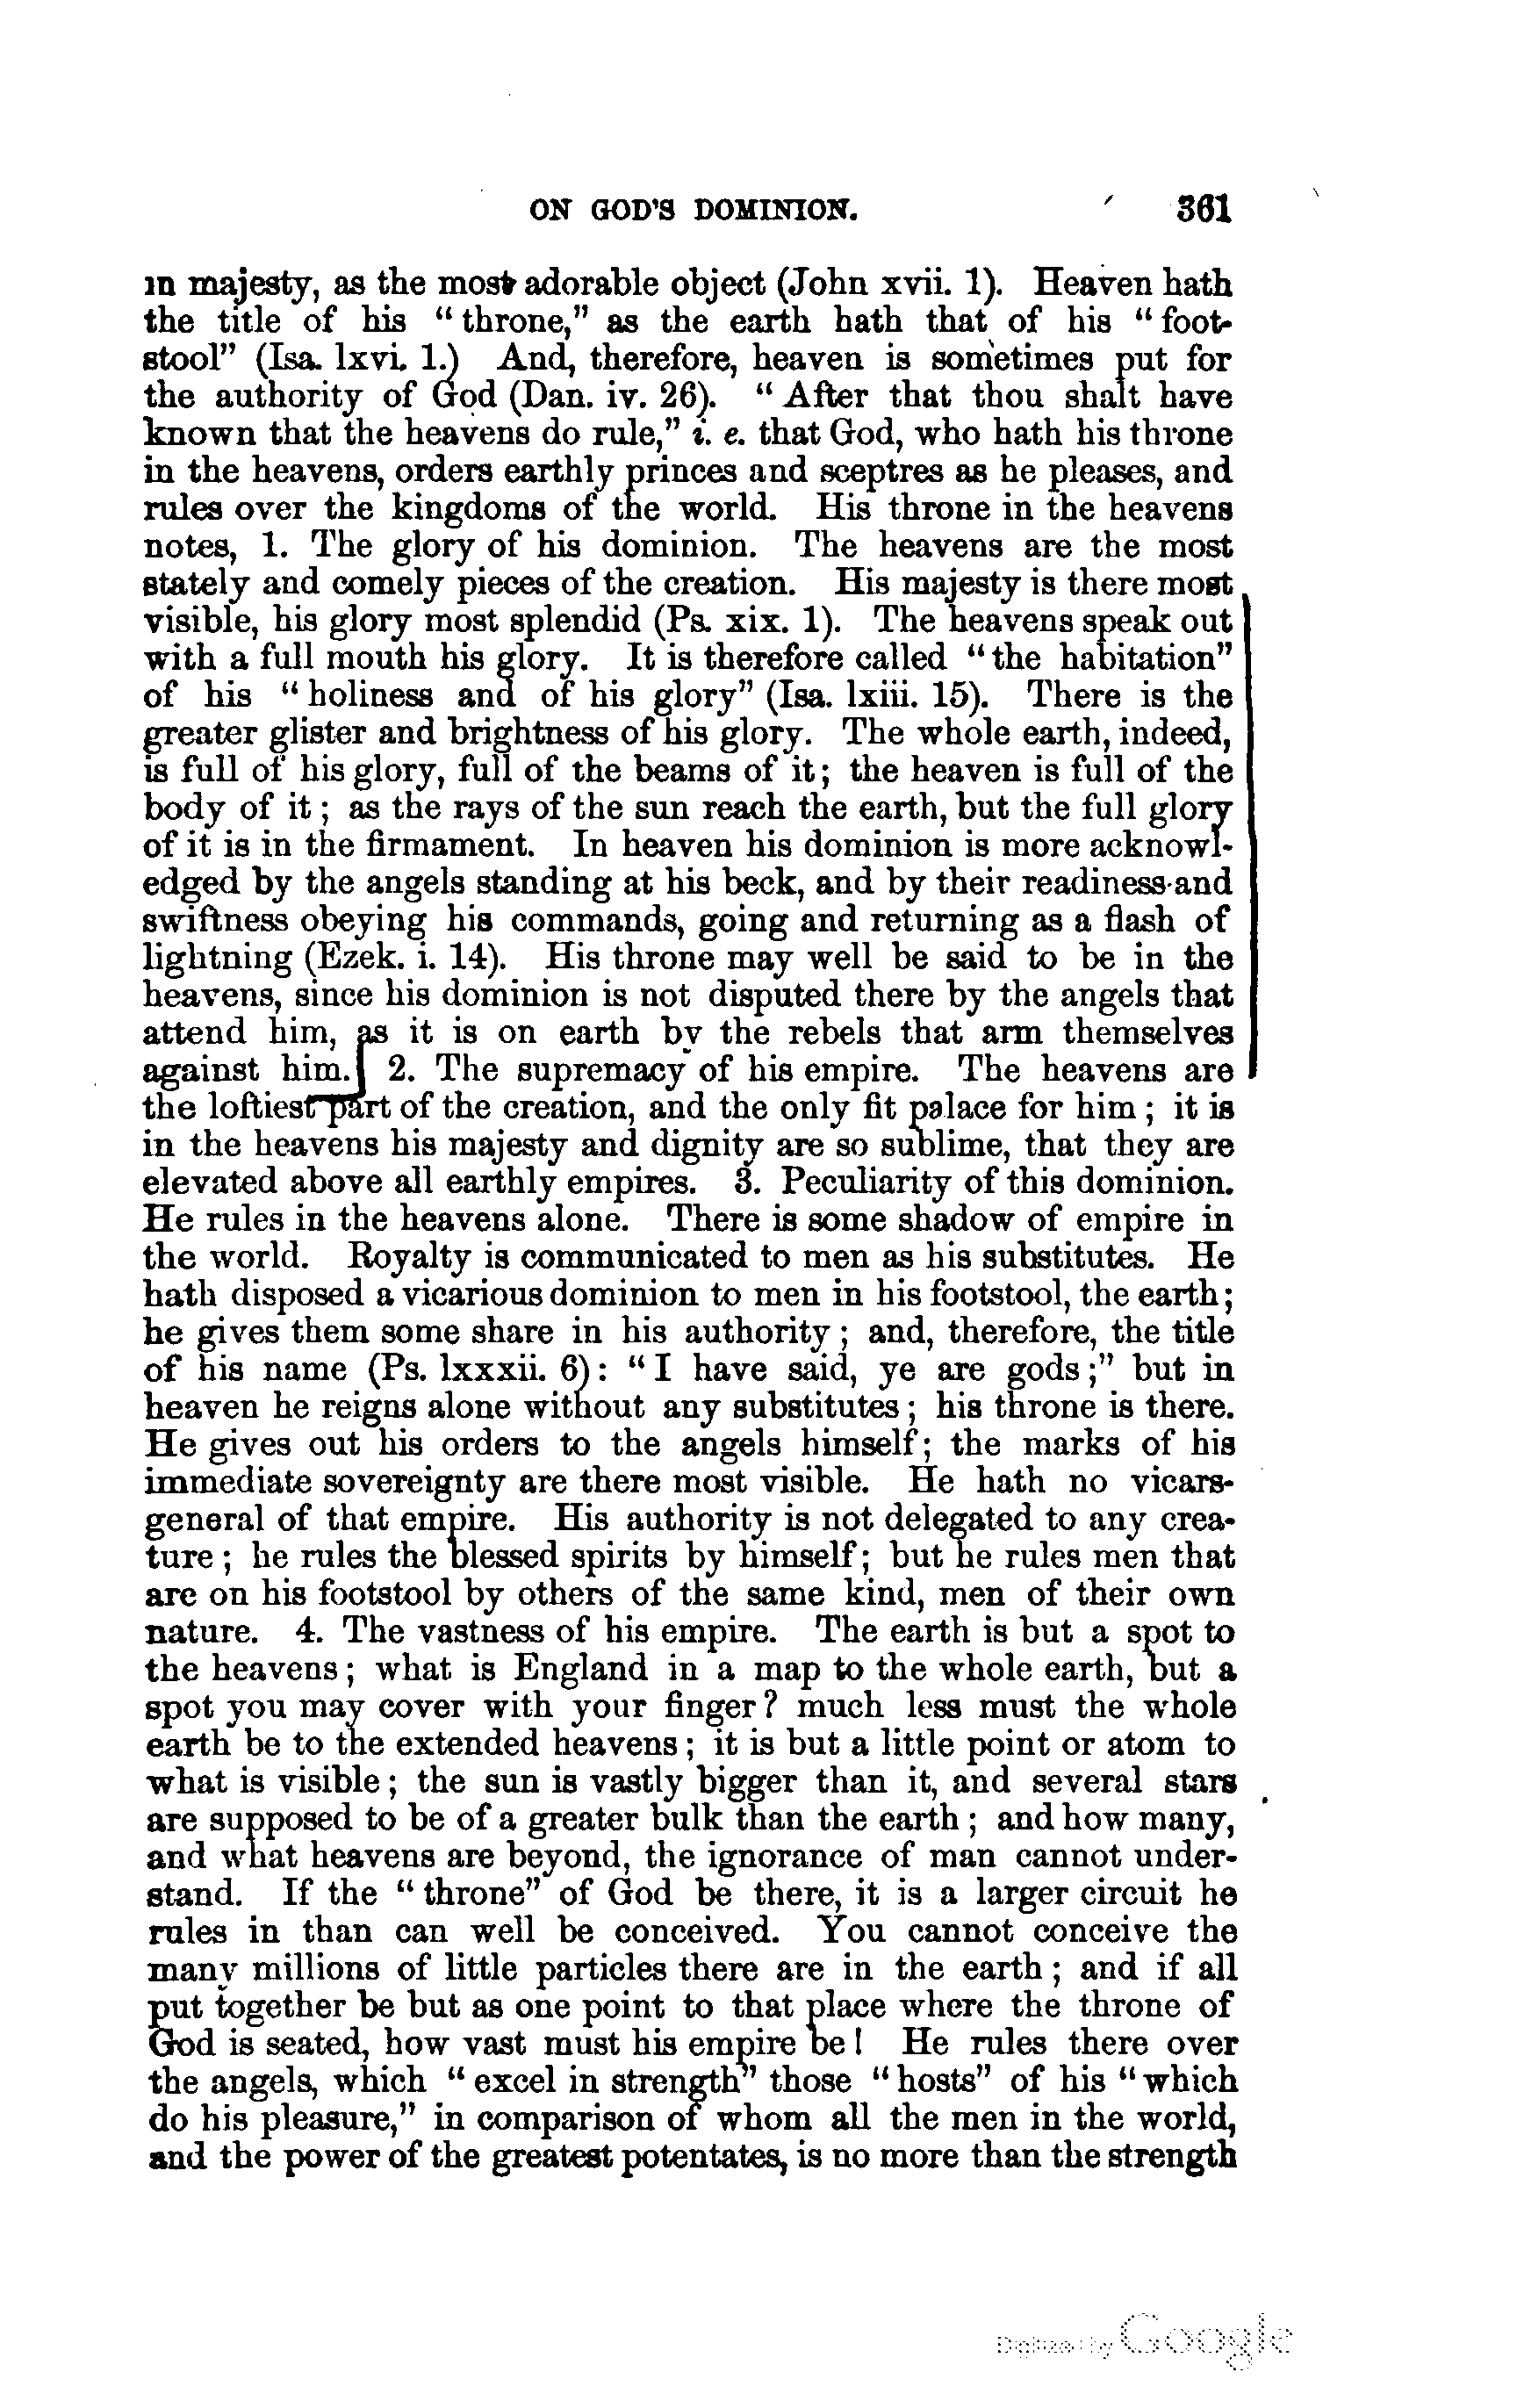 ON GOD'S DOMINION. 361
in majesty, as the most adorable object (John xvii. 1). Heaven hath
the title of his “throne,” as the earth hath that of his “foot-
stool” (Isa. lxvi. 1.) And, therefore, heaven is sometimes put for
the authority of God (Dan. iv. 26). “After that thou shalt have
known that the heavens do rule,” i. e. that God, who hath his throne
in the heavens, orders earthly princes and sceptres as he pleases, and
rules over the kingdoms of the world. His throne in the heavens
notes, 1. The glory of his dominion. The heavens are the most
stately and comely pieces of the creation. His majesty is there most
visible, his glory most splendid (Ps. xix. 1). The heavens speak out
with a full mouth his glory. It is therefore called “the habitation”
of his “holiness and of his glory” (Isa. lxiii. 15). There is the
greater glister and brightness of his glory. The whole earth, indeed,
is full of his glory, full of the beams of it; the heaven is full of the
body of it; as the rays of the sun reach the earth, but the full glory
of it is in the firmament. In heaven his dominion is more acknowl-
edged by the angels standing at his beck, and by their readiness and
swiftness obeying his commands, going and returning as a flash of
lightning (Ezek. i. 14). His throne may well be said to be in the
heavens, since his dominion is not disputed there by the angels that
attend him, as it is on earth by the rebels that arm themselves
against him. 2. The supremacy of his empire. The heavens are
the loftiest part of the creation, and the only fit palace for him; it is
in the heavens his majesty and dignity are so sublime, that they are
elevated above all earthly empires. 3. Peculiarity of this dominion.
He rules in the heavens alone. There is some shadow of empire in
the world. Royalty is communicated to men as his substitutes. He
hath disposed a vicarious dominion to men in his footstool, the earth;
he gives them some share in his authority; and, therefore, the title
of his name (Ps. lxxxii. 6): “I have said, ye are gods;” but in
heaven he reigns alone without any substitutes; his throne is there.
He gives out his orders to the angels himself; the marks of his
immediate sovereignty are there most visible. He hath no vicars-
general of that empire. His authority is not delegated to any crea-
ture; he rules the blessed spirits by himself; but he rules men that
are on his footstool by others of the same kind, men of their own
nature. 4. The vastness of his empire. The earth is but a spot to
the heavens; what is England in a map to the whole earth, but a
spot you may cover with your finger? much less must the whole
earth be to the extended heavens; it is but a little point or atom to
what is visible; the sun is vastly bigger than it, and several stars
are supposed to be of a greater bulk than the earth; and how many,
and what heavens are beyond, the ignorance of man cannot under-
stand. If the “throne” of God be there, it is a larger circuit he
rules in than can well be conceived. You cannot conceive the
many millions of little particles there are in the earth; and if all
put together be but as one point to that place where the throne of
God is seated, how vast must his empire be! He rules there over
the angels, which “excel in strength” those “hosts” of his “which
do his pleasure,” in comparison of whom all the men in the world,
and the power of the greatest potentates, is no more than the strength
Digitized by Google